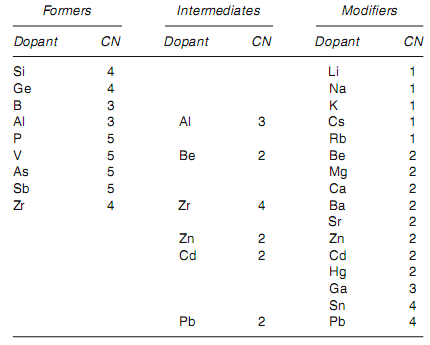 Formers Intermediates Modifiers
Dopant CN Dopant CN Dopant CN
Si 4 Li 1
Ge 4 Na 1
B 3 K 1
Al 3 Al 3 Cs 1
P 5 Rb 1
V 5 Be 2 Be 2
As 5 Mg 2
Sb 5 Ca 2
Zr 4 Zr 4 Ba 2
Sr 2
Zn 2 Zn 2
Cd 2 Cd 2
Hg 2
Ga 3
Sn 4
Pb 2 Pb 4